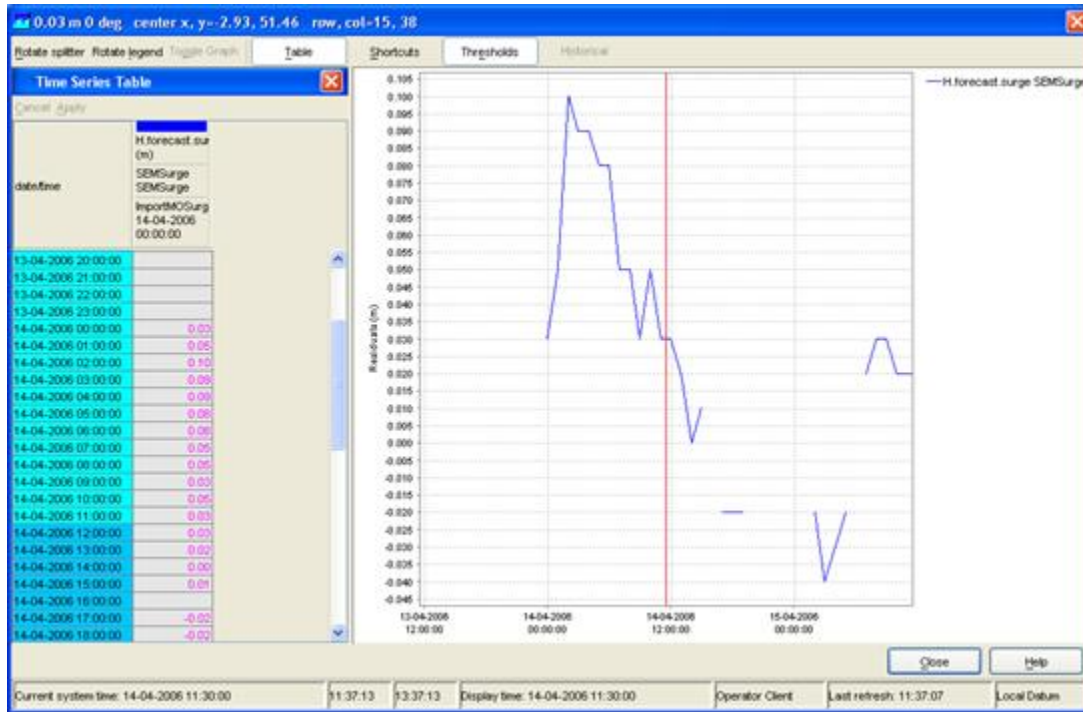 0.03 m 0 deg center x, y=-2.93, 51.46 row, col=15, 38
Rotate splitter Rotate legend Toggle Graph Table Shortcuts Thresholds Historical
Time Series Table
Cancel Apply
date/time
H.forecast.sur
(m)
SEMSurge
SEMSurge
ImportMOSurg
14-04-2006
00:00:00
13-04-2006 20:00:00
13-04-2006 21:00:00
13-04-2006 22:00:00
13-04-2006 23:00:00
14-04-2006 00:00:00 0.03
14-04-2006 01:00:00 0.05
14-04-2006 02:00:00 0.10
14-04-2006 03:00:00 0.09
14-04-2006 04:00:00 0.09
14-04-2006 05:00:00 0.08
14-04-2006 06:00:00 0.08
14-04-2006 07:00:00 0.05
14-04-2006 08:00:00 0.05
14-04-2006 09:00:00 0.03
14-04-2006 10:00:00 0.05
14-04-2006 11:00:00 0.03
14-04-2006 12:00:00 0.03
14-04-2006 13:00:00 0.02
14-04-2006 14:00:00 0.00
14-04-2006 15:00:00 0.01
14-04-2006 16:00:00
14-04-2006 17:00:00 -0.02
14-04-2006 18:00:00 -0.02
Residuals (m)
0.105
0.100
0.095
0.090
0.085
0.080
0.075
0.070
0.065
0.060
0.055
0.050
0.045
0.040
0.035
0.030
0.025
0.020
0.015
0.010
0.005
0.000
-0.005
-0.010
-0.015
-0.020
-0.025
-0.030
-0.035
-0.040
-0.045
13-04-2006 14-04-2006 14-04-2006 15-04-2006
12:00:00 00:00:00 12:00:00 00:00:00
H.forecast.surge SEMSurge
Close Help
Current system time: 14-04-2006 11:30:00 11:37:13 13:37:13 Display time: 14-04-2006 11:30:00 Operator Client Last refresh: 11:37:07 Local Datum